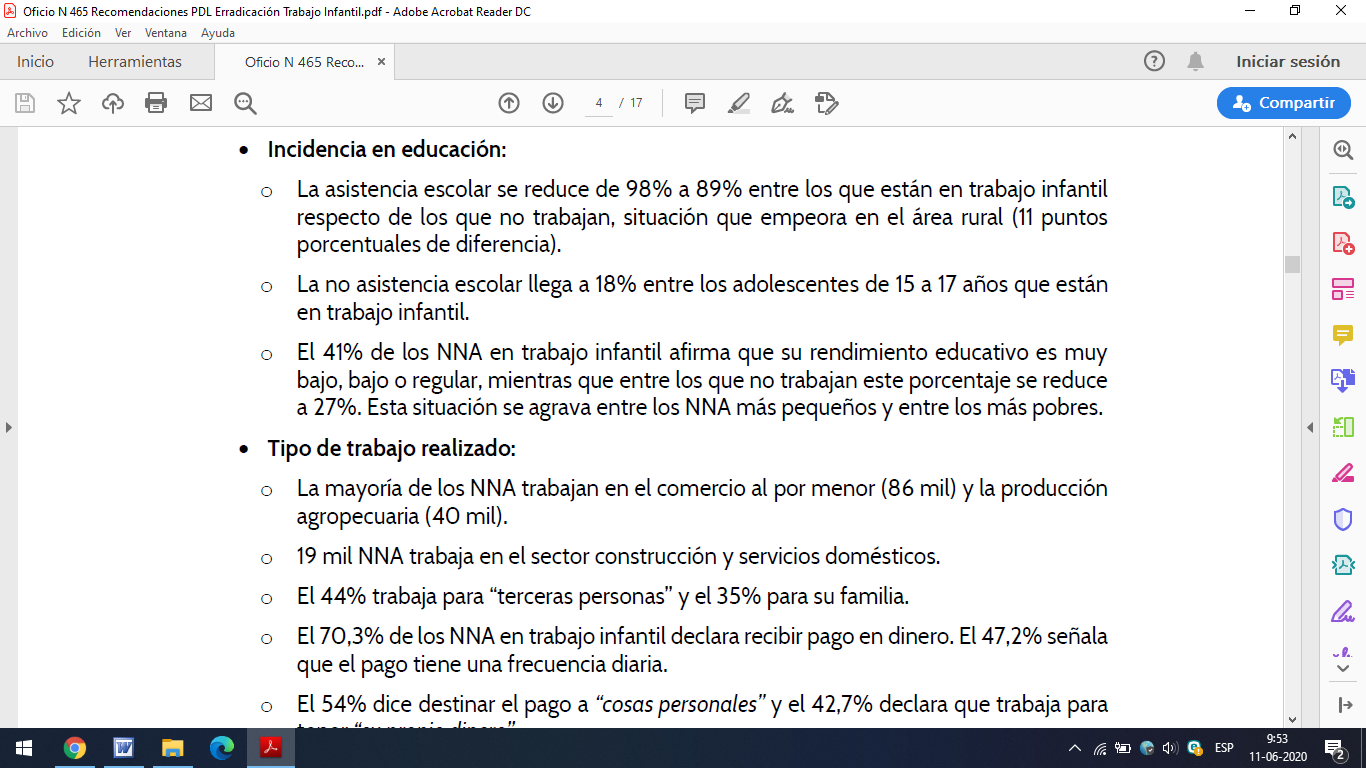 Oficio N 465 Recomendaciones PDL Erradicación Trabajo Infantil.pdf - Adobe Acrobat Reader DC
Archivo Edición Ver Ventana Ayuda
Inicio Herramientas Oficio N 465 Reco... Iniciar sesión
4 / 17 Compartir
• Incidencia en educación:
o La asistencia escolar se reduce de 98% a 89% entre los que están en trabajo infantil
respecto de los que no trabajan, situación que empeora en el área rural (11 puntos
porcentuales de diferencia).
o La no asistencia escolar llega a 18% entre los adolescentes de 15 a 17 años que están
en trabajo infantil.
o El 41% de los NNA en trabajo infantil afirma que su rendimiento educativo es muy
bajo, bajo o regular, mientras que entre los que no trabajan este porcentaje se reduce
a 27%. Esta situación se agrava entre los NNA más pequeños y entre los más pobres.
• Tipo de trabajo realizado:
o La mayoría de los NNA trabajan en el comercio al por menor (86 mil) y la producción
agropecuaria (40 mil).
o 19 mil NNA trabaja en el sector construcción y servicios domésticos.
o El 44% trabaja para “terceras personas” y el 35% para su familia.
o El 70,3% de los NNA en trabajo infantil declara recibir pago en dinero. El 47,2% señala
que el pago tiene una frecuencia diaria.
o El 54% dice destinar el pago a “cosas personales” y el 42,7% declara que trabaja para
tener “su propio dinero”
ESP
9:53
11-06-2020
2